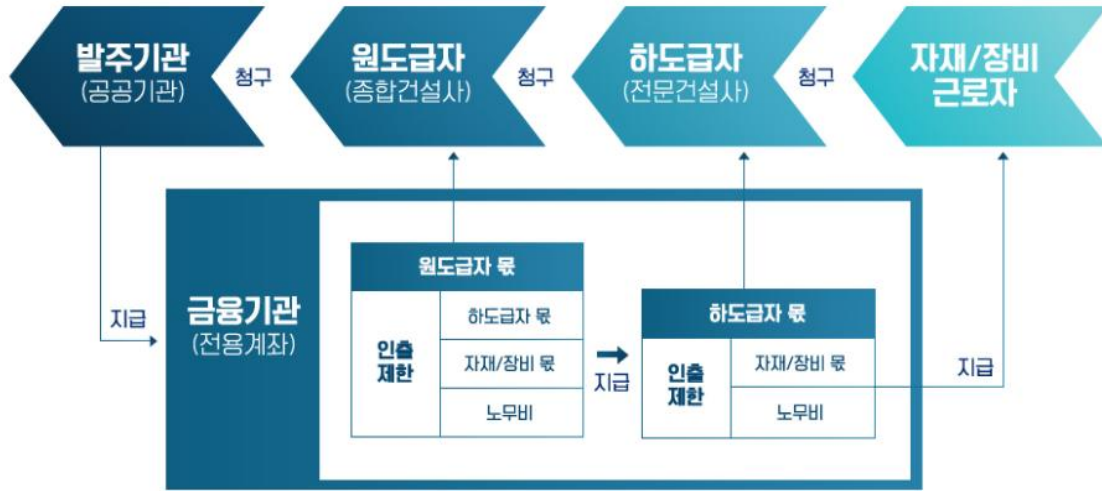 발주기관
(공공기관)
청구
원도급자
(종합건설사)
청구
하도급자
(전문건설사)
청구
자재/장비
근로자
지급
금융기관
(전용계좌)
원도급자 몫
인출
제한
하도급자 몫
자재/장비 몫
노무비
지급
하도급자 몫
인출
제한
자재/장비 몫
노무비
지급